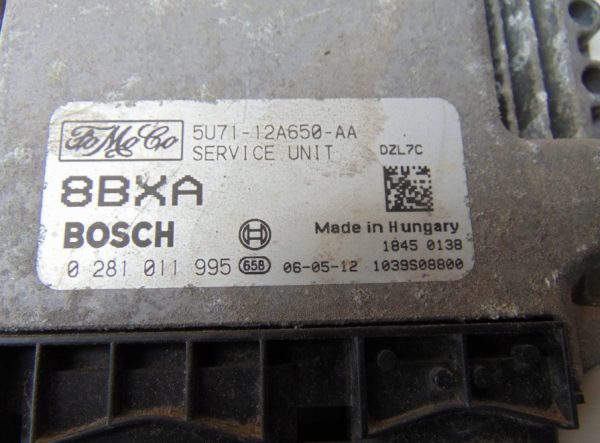 FoMoCo 5U71-12A650-AA
SERVICE UNIT DZL7C
8BXA
BOSCH Made in Hungary
1845 0138
0 281 011 995 658 06-05-12 1039S08800